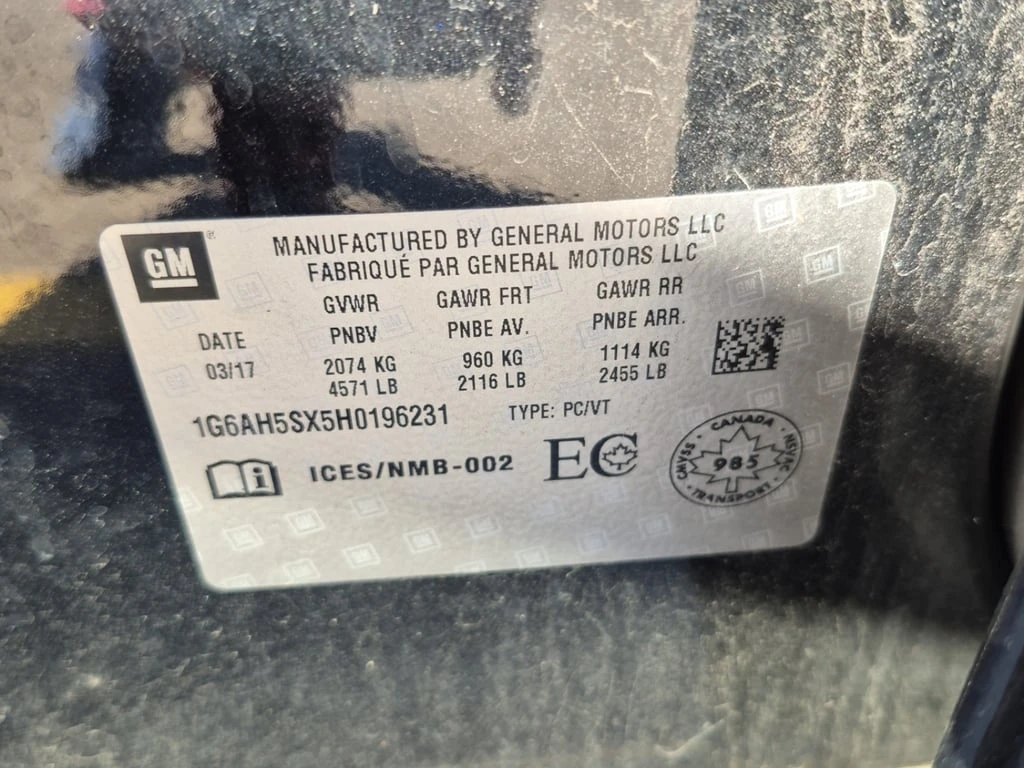 GM
MANUFACTURED BY GENERAL MOTORS LLC
FABRIQUÉ PAR GENERAL MOTORS LLC
GVWR GAWR FRT GAWR RR
DATE PNBV PNBE AV. PNBE ARR.
03/17 2074 KG 960 KG 1114 KG
4571 LB 2116 LB 2455 LB
1G6AH5SX5H0196231 TYPE: PC/VT
ICES/NMB-002 EC
CANADA
CMVSS 985 NSVAC
TRANSPORT